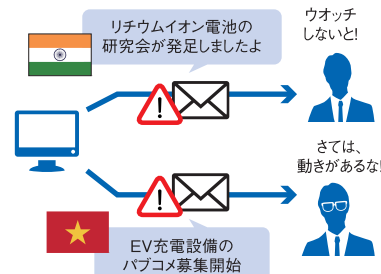 リチウムイオン電池の
研究会が発足しましたよ
ウオッチ
しないと!
さては、
動きがあるな!
EV充電設備の
パブコメ募集開始